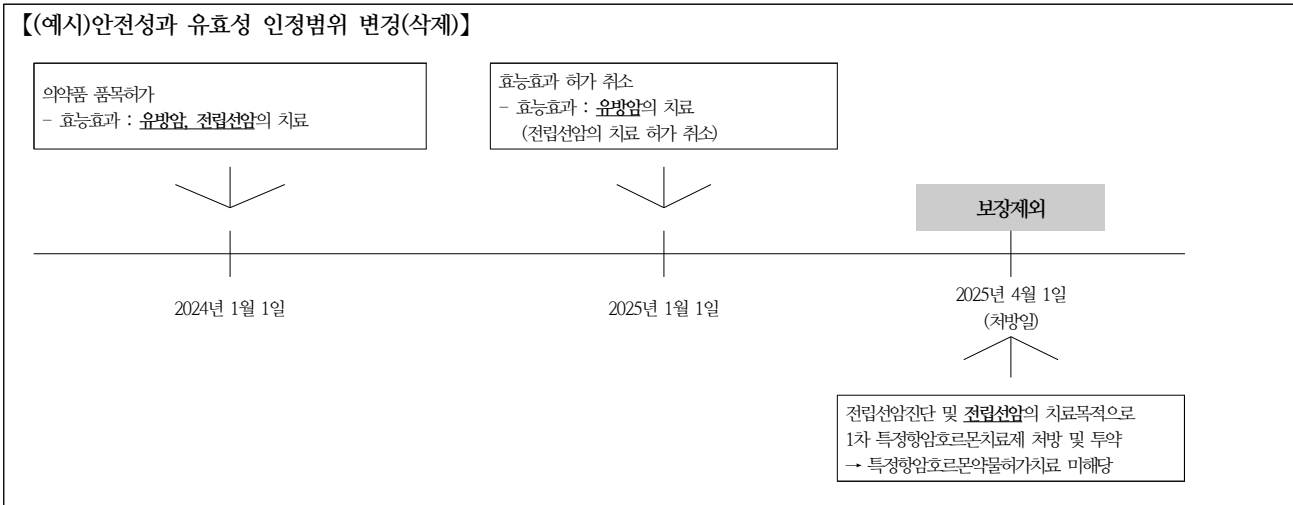 【(예시)안전성과 유효성 인정범위 변경(삭제)】
의약품 품목허가
- 효능효과 : 유방암, 전립선암의 치료
효능효과 허가 취소
- 효능효과 : 유방암의 치료
(전립선암의 치료 허가 취소)
보장제외
2024년 1월 1일
2025년 1월 1일
2025년 4월 1일
(처방일)
전립선암진단 및 전립선암의 치료목적으로
1차 특정항암호르몬치료제 처방 및 투약
→ 특정항암호르몬약물허가치료 미해당